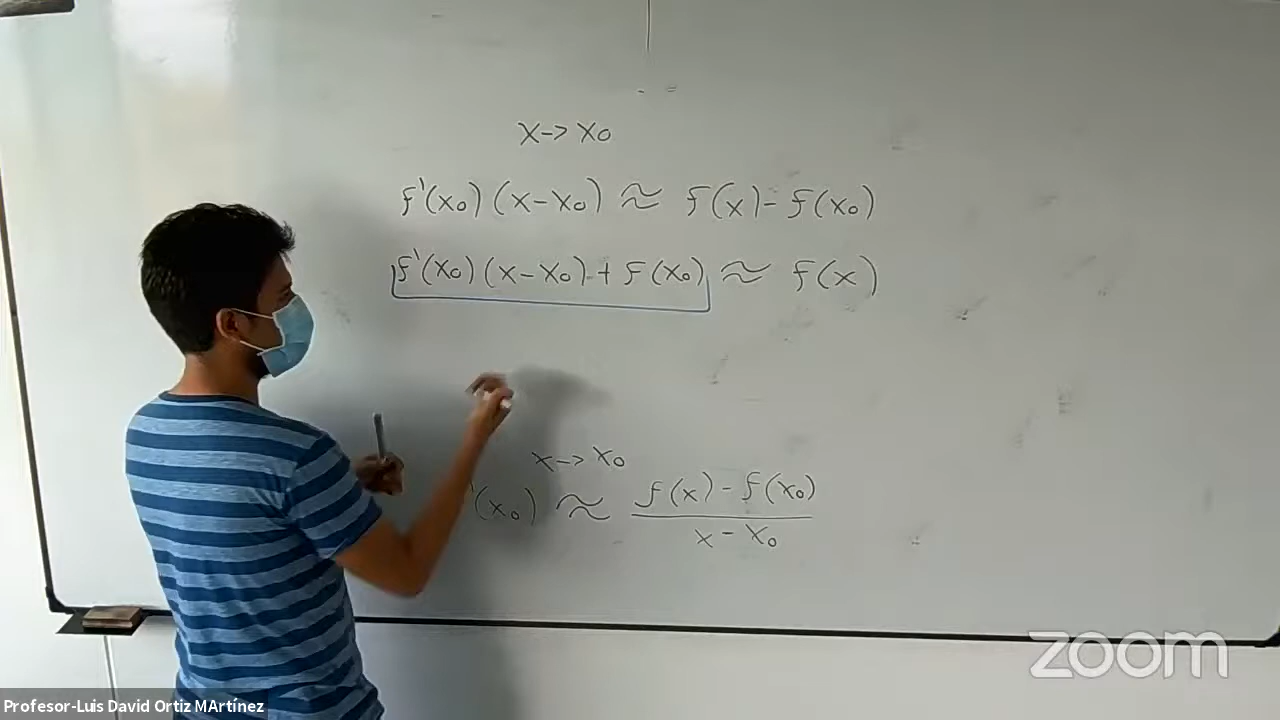 x→x₀
f'(x₀)(x-x₀) ≈ f(x)-f(x₀)
f'(x₀)(x-x₀)+f(x₀) ≈ f(x)
x→x₀
'(x₀) ≈ f(x)-f(x₀)
x-x₀
zoom
Profesor-Luis David Ortiz MArtínez